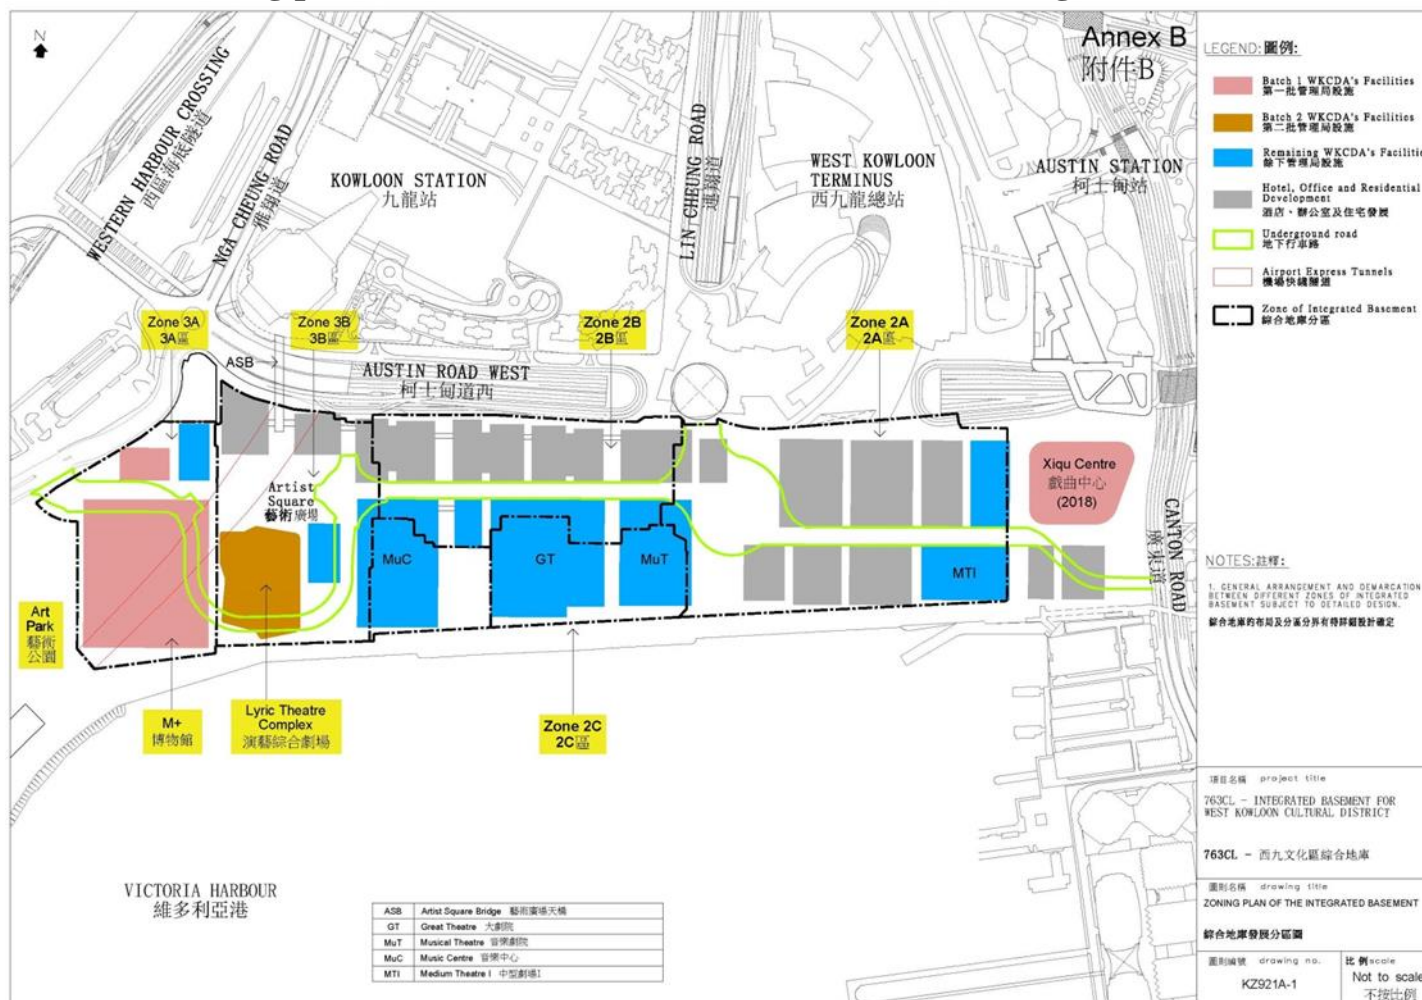 Annex B
附件B
N
WESTERN HARBOUR CROSSING
西區海底隧道
NGA CHEUNG ROAD
雅翔道
KOWLOON STATION
九龍站
LIN CHEUNG ROAD
連翔道
WEST KOWLOON
TERMINUS
西九龍總站
AUSTIN STATION
柯士甸站
Zone 3A
3A區
Zone 3B
3B區
Zone 2B
2B區
Zone 2A
2A區
ASB
AUSTIN ROAD WEST
柯士甸道西
Artist
Square
藝術廣場
Xiqu Centre
戲曲中心
(2018)
CANTON ROAD
廣東道
MuC
GT
MuT
MTI
Art
Park
藝術
公園
M+
博物館
Lyric Theatre
Complex
演藝綜合劇場
Zone 2C
2C區
VICTORIA HARBOUR
維多利亞港
ASB Artist Square Bridge 藝術廣場天橋
GT Great Theatre 大劇院
MuT Musical Theatre 音樂劇院
MuC Music Centre 音樂中心
MTI Medium Theatre I 中型劇場I
LEGEND:圖例:
Batch 1 WKCDA's Facilities
第一批管理局設施
Batch 2 WKCDA's Facilities
第二批管理局設施
Remaining WKCDA's Facilitie
餘下管理局設施
Hotel, Office and Residential
Development
酒店、辦公室及住宅發展
Underground road
地下行車路
Airport Express Tunnels
機場快綫隧道
Zone of Integrated Basement
綜合地庫分區
NOTES:註釋:
1. GENERAL ARRANGEMENT AND DEMARCATION
BETWEEN DIFFERENT ZONES OF INTEGRATED
BASEMENT SUBJECT TO DETAILED DESIGN.
綜合地庫的布局及分區分界有待詳細設計確定
項目名稱 project title
763CL - INTEGRATED BASEMENT FOR
WEST KOWLOON CULTURAL DISTRICT
763CL - 西九文化區綜合地庫
圖則名稱 drawing title
ZONING PLAN OF THE INTEGRATED BASEMENT
綜合地庫發展分區圖
圖則編號 drawing no.
KZ921A-1
比例 scale
Not to scale
不按比例